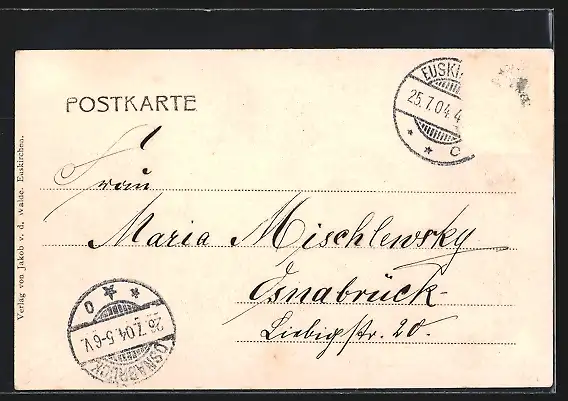 POSTKARTE
EUSKI
25.7.04.4
C
Frau
Maria Mischlewsky
Osnabrück
Liebigstr. 20.
OSNABRÜCK
26.7.04.5-6V.
O
Verlag von Jakob v. d. Walde, Euskirchen.